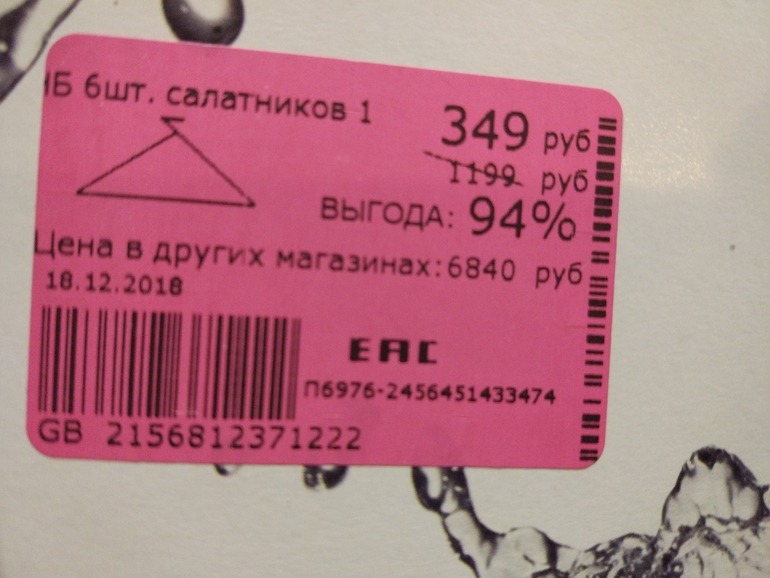 НБ 6шт. салатников 1
349 руб
1199 руб
ВЫГОДА: 94%
Цена в других магазинах: 6840 руб
18.12.2018
EAC
П6976-2456451433474
GB 2156812371222